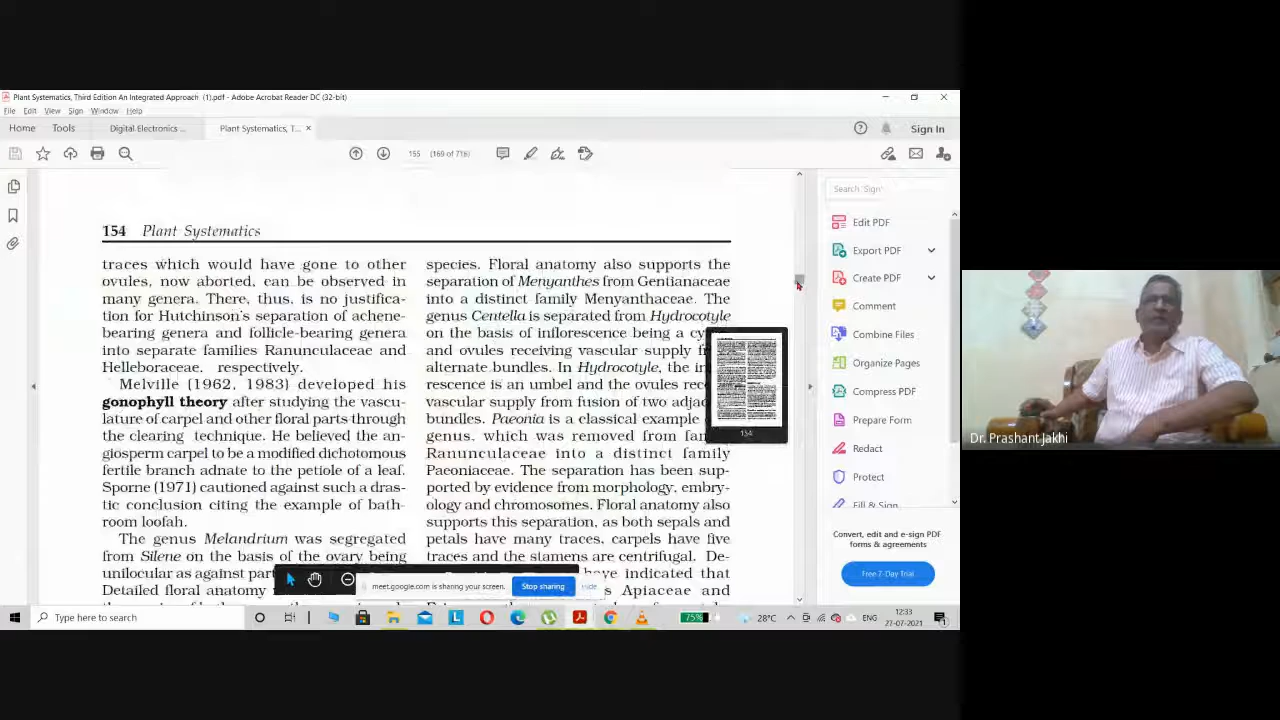 Plant Systematics, Third Edition An Integrated Approach (1).pdf - Adobe Acrobat Reader DC (32-bit)
File Edit View Sign Window Help
Home Tools Digital Electronics ... Plant Systematics, T... × Sign In
155 (169 of 716)
Search 'Sign'
Edit PDF
Export PDF
Create PDF
Comment
Combine Files
Organize Pages
Compress PDF
Prepare Form
Redact
Protect
Fill & Sign
Convert, edit and e-sign PDF
forms & agreements
Free 7-Day Trial
154 Plant Systematics
traces which would have gone to other
ovules, now aborted, can be observed in
many genera. There, thus, is no justifica-
tion for Hutchinson's separation of achene-
bearing genera and follicle-bearing genera
into separate families Ranunculaceae and
Helleboraceae, respectively.
Melville (1962, 1983) developed his
gonophyll theory after studying the vascu-
lature of carpel and other floral parts through
the clearing technique. He believed the an-
giosperm carpel to be a modified dichotomous
fertile branch adnate to the petiole of a leaf.
Sporne (1971) cautioned against such a dras-
tic conclusion citing the example of bath-
room loofah.
The genus Melandrium was segregated
from Silene on the basis of the ovary being
unilocular as against par
Detailed floral anatomy
species. Floral anatomy also supports the
separation of Menyanthes from Gentianaceae
into a distinct family Menyanthaceae. The
genus Centella is separated from Hydrocotyle
on the basis of inflorescence being a cy
and ovules receiving vascular supply f
alternate bundles. In Hydrocotyle, the in
rescence is an umbel and the ovules rec
vascular supply from fusion of two adja
bundles. Paeonia is a classical example
genus, which was removed from fam
Ranunculaceae into a distinct family
Paeoniaceae. The separation has been sup-
ported by evidence from morphology, embry-
ology and chromosomes. Floral anatomy also
supports this separation, as both sepals and
petals have many traces, carpels have five
traces and the stamens are centrifugal. De-
have indicated that
s Apiaceae and
134
meet.google.com is sharing your screen. Stop sharing Hide
Type here to search
75% 28°C ENG 12:33
27-07-2021
Dr. Prashant Jakhi